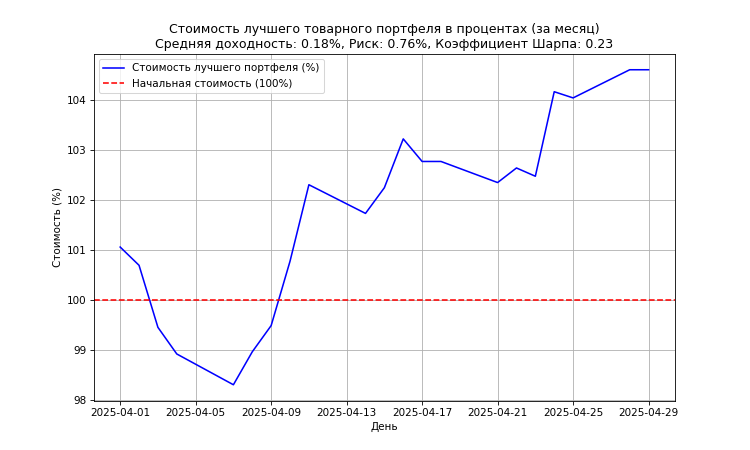 Стоимость лучшего товарного портфеля в процентах (за месяц)
Средняя доходность: 0.18%, Риск: 0.76%, Коэффициент Шарпа: 0.23
Стоимость лучшего портфеля (%)
Начальная стоимость (100%)
Стоимость (%)
104
103
102
101
100
99
98
2025-04-01 2025-04-05 2025-04-09 2025-04-13 2025-04-17 2025-04-21 2025-04-25 2025-04-29
День